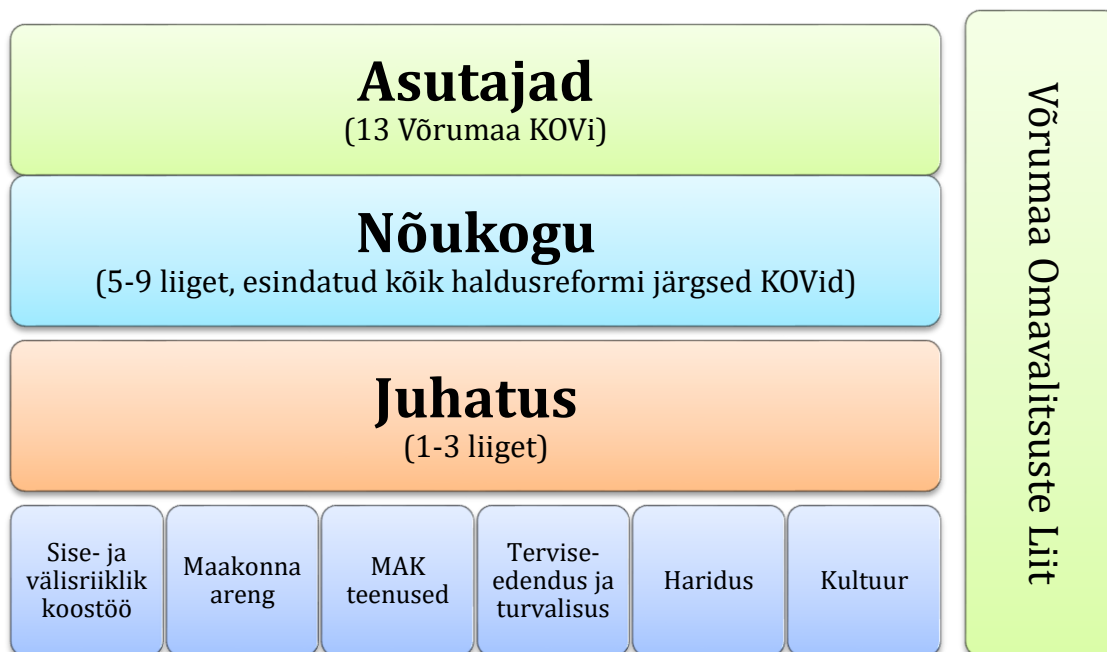 Asutajad
(13 Võrumaa KOVi)
Nõukogu
(5-9 liiget, esindatud kõik haldusreformi järgsed KOVid)
Juhatus
(1-3 liiget)
Sise- ja
välisriiklik
koostöö
Maakonna
areng
MAK
teenused
Tervise-
edendus ja
turvalisus
Haridus
Kultuur
Võrumaa Omavalitsuste Liit